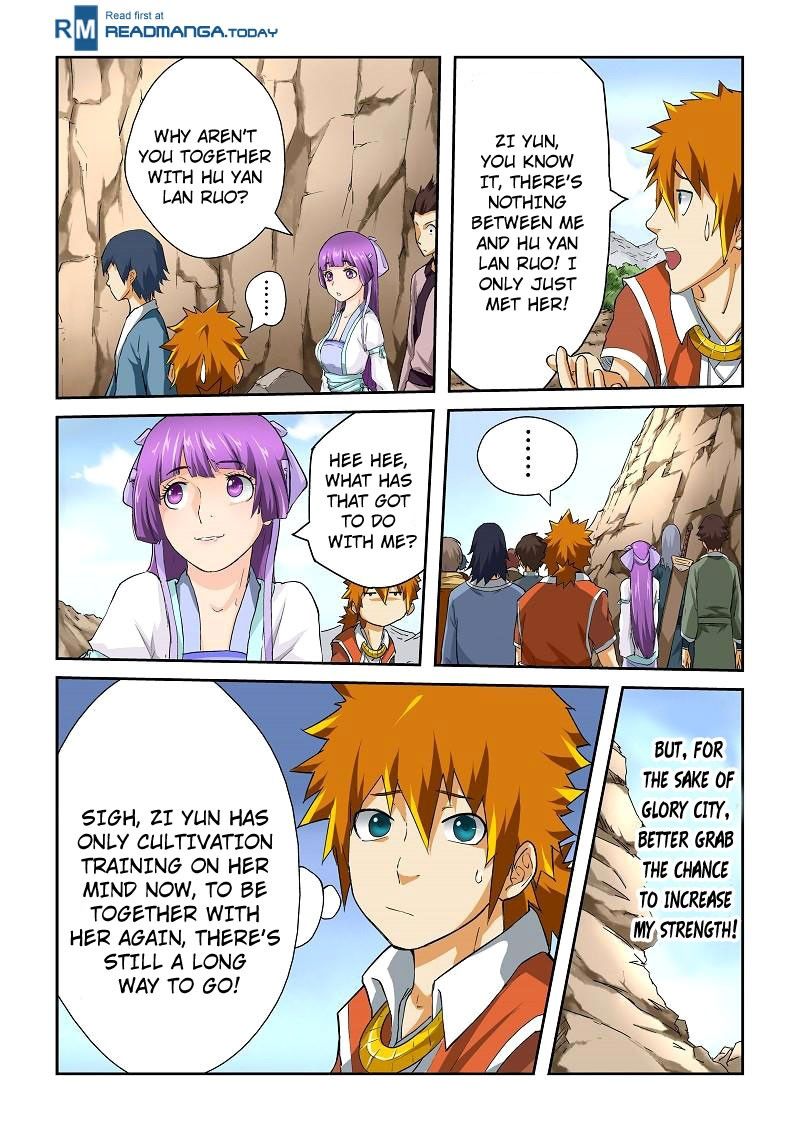 Read first at
RM READMANGA.TODAY
WHY AREN'T
YOU TOGETHER
WITH HU YAN
LAN RUO?
......
ZI YUN,
YOU KNOW
IT, THERE'S
NOTHING
BETWEEN ME
AND HU YAN
LAN RUO! I
ONLY JUST
MET HER!
HEE HEE,
WHAT HAS
THAT GOT
TO DO
WITH ME?
......
SIGH, ZI YUN HAS
ONLY CULTIVATION
TRAINING ON HER
MIND NOW, TO BE
TOGETHER WITH
HER AGAIN, THERE'S
STILL A LONG
WAY TO GO!
BUT, FOR
THE SAKE OF
GLORY CITY,
BETTER GRAB
THE CHANCE
TO INCREASE
MY STRENGTH!